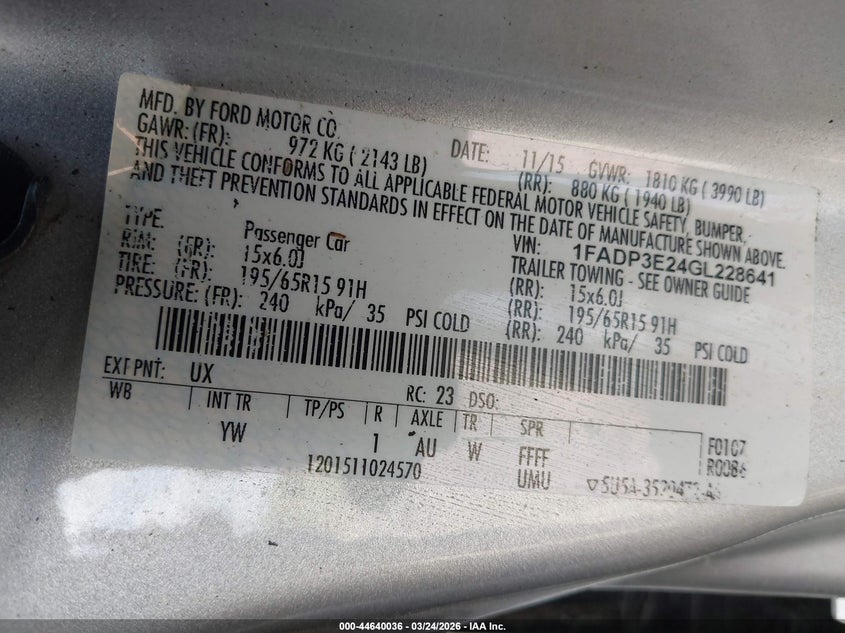 MFD. BY FORD MOTOR CO.
DATE: 11/15 GVWR: 1810 KG ( 3990 LB)
GAWR: (FR): 972 KG ( 2143 LB) (RR): 880 KG ( 1940 LB)
THIS VEHICLE CONFORMS TO ALL APPLICABLE FEDERAL MOTOR VEHICLE SAFETY, BUMPER,
AND THEFT PREVENTION STANDARDS IN EFFECT ON THE DATE OF MANUFACTURE SHOWN ABOVE.
VIN: 1FADP3E24GL228641
TYPE: Passenger Car TRAILER TOWING - SEE OWNER GUIDE
RIM: (FR): 15x6.0J (RR): 15x6.0J
TIRE: (FR): 195/65R15 91H (RR): 195/65R15 91H
PRESSURE: (FR): 240 kPa/ 35 PSI COLD (RR): 240 kPa/ 35 PSI COLD
EXT PNT: UX RC: 23 DSO:
WB INT TR TP/PS R AXLE TR SPR
YW 1 AU W FFFF F0107
1201511024570 UMU R0086
000-44640036 - 03/24/2026 - IAA Inc.